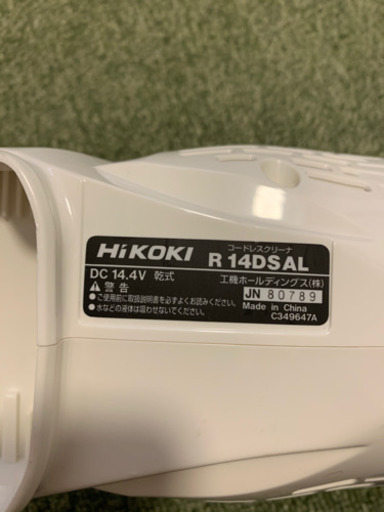 HiKOKI コードレスクリーナ R 14DSAL
DC 14.4V 乾式 工機ホールディングス(株)
警告 JN 80789
ご使用前に取扱説明書を必ずよくお読みください。 Made in China
水などの液体は吸わせないでください。 C349647A